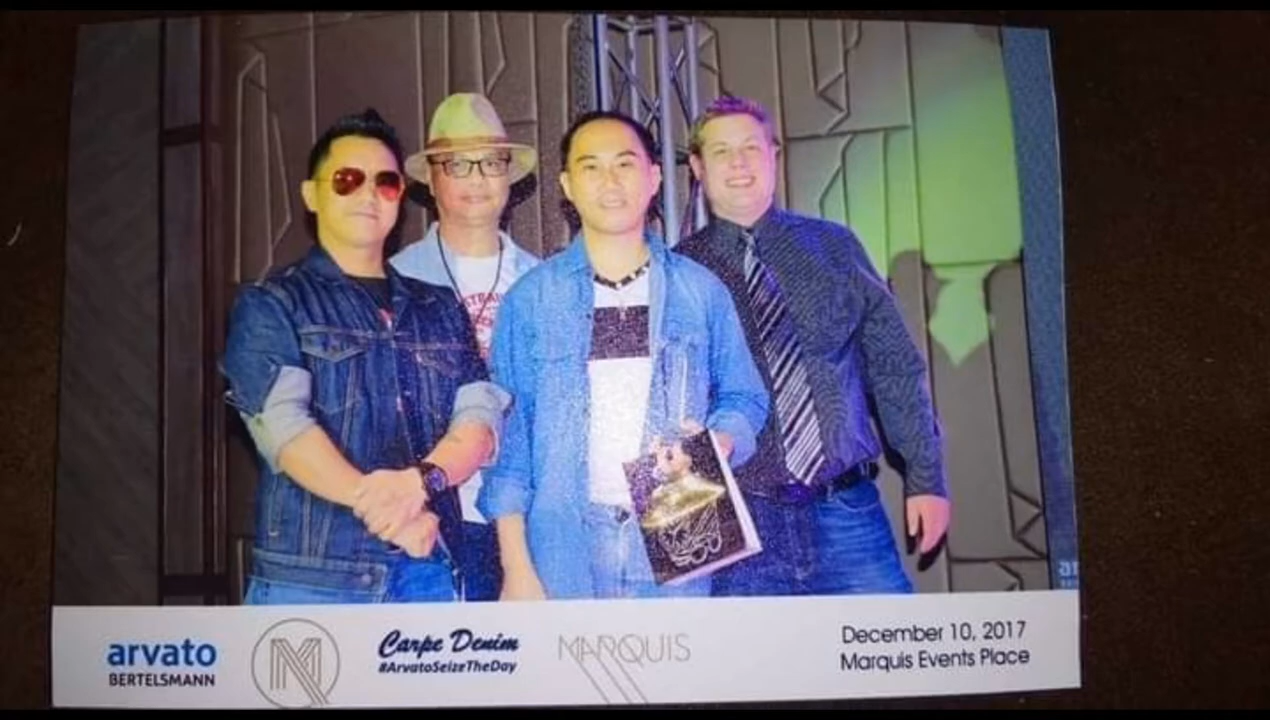 arvato
BERTELSMANN
Carpe Denim
#ArvatoSeizeTheDay
MARQUIS
December 10, 2017
Marquis Events Place